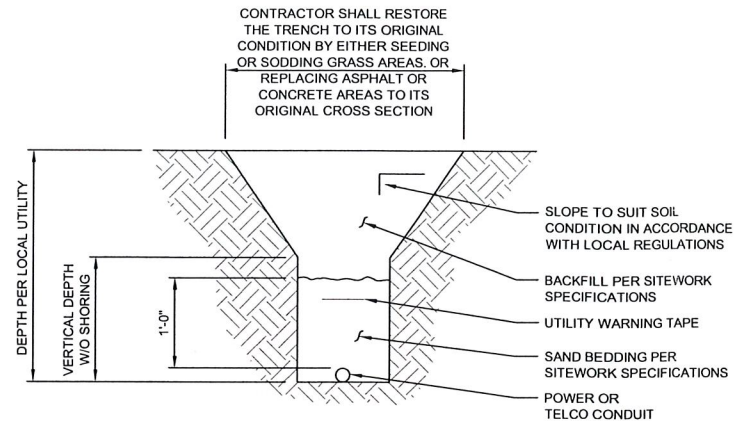 CONTRACTOR SHALL RESTORE
THE TRENCH TO ITS ORIGINAL
CONDITION BY EITHER SEEDING
OR SODDING GRASS AREAS. OR
REPLACING ASPHALT OR
CONCRETE AREAS TO ITS
ORIGINAL CROSS SECTION
DEPTH PER LOCAL UTILITY
VERTICAL DEPTH
W/O SHORING
1'-0"
SLOPE TO SUIT SOIL
CONDITION IN ACCORDANCE
WITH LOCAL REGULATIONS
BACKFILL PER SITEWORK
SPECIFICATIONS
UTILITY WARNING TAPE
SAND BEDDING PER
SITEWORK SPECIFICATIONS
POWER OR
TELCO CONDUIT